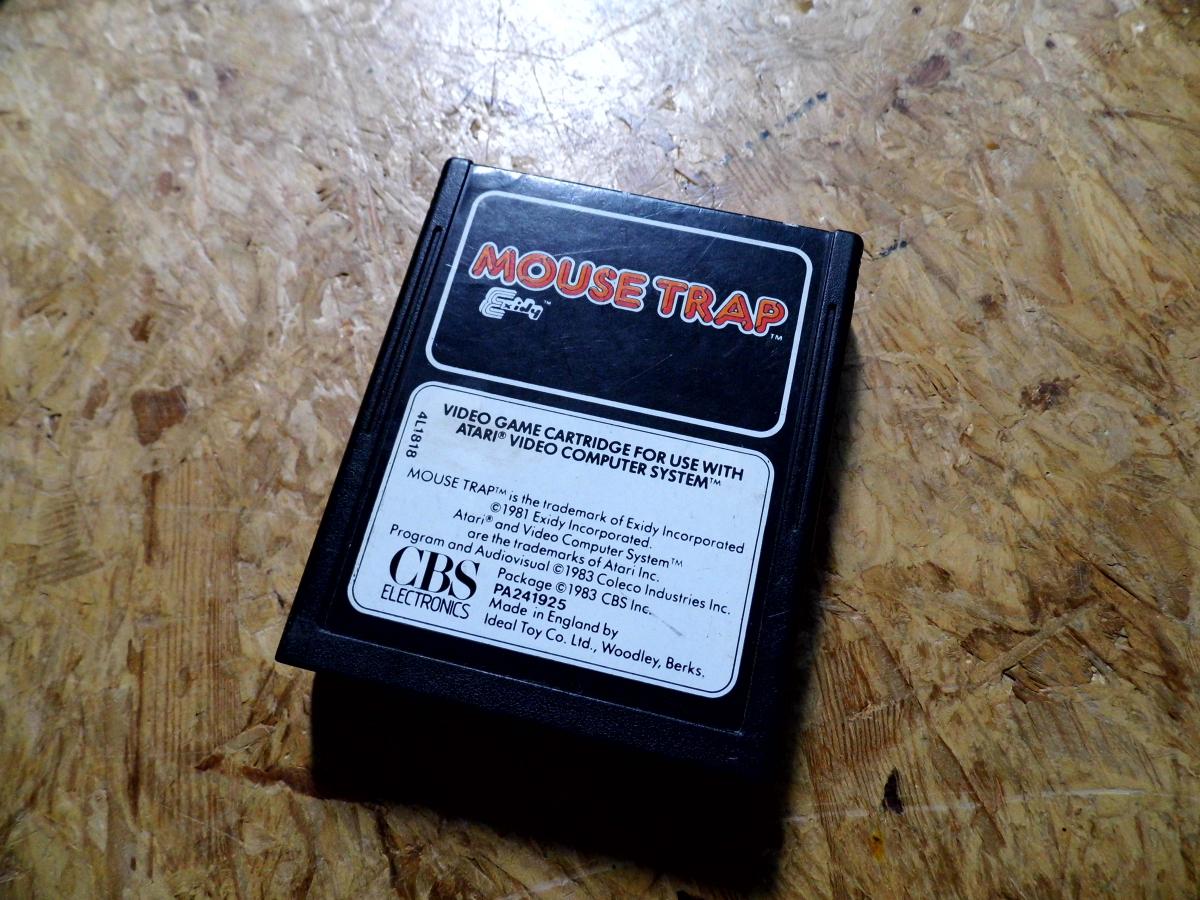 MOUSE TRAP™
Exidy™
4L1818
VIDEO GAME CARTRIDGE FOR USE WITH
ATARI® VIDEO COMPUTER SYSTEM™
MOUSE TRAP™ is the trademark of Exidy Incorporated
©1981 Exidy Incorporated.
Atari® and Video Computer System™
are the trademarks of Atari Inc.
Program and Audiovisual ©1983 Coleco Industries Inc.
Package ©1983 CBS Inc.
PA241925
Made in England by
Ideal Toy Co. Ltd., Woodley, Berks.
CBS
ELECTRONICS